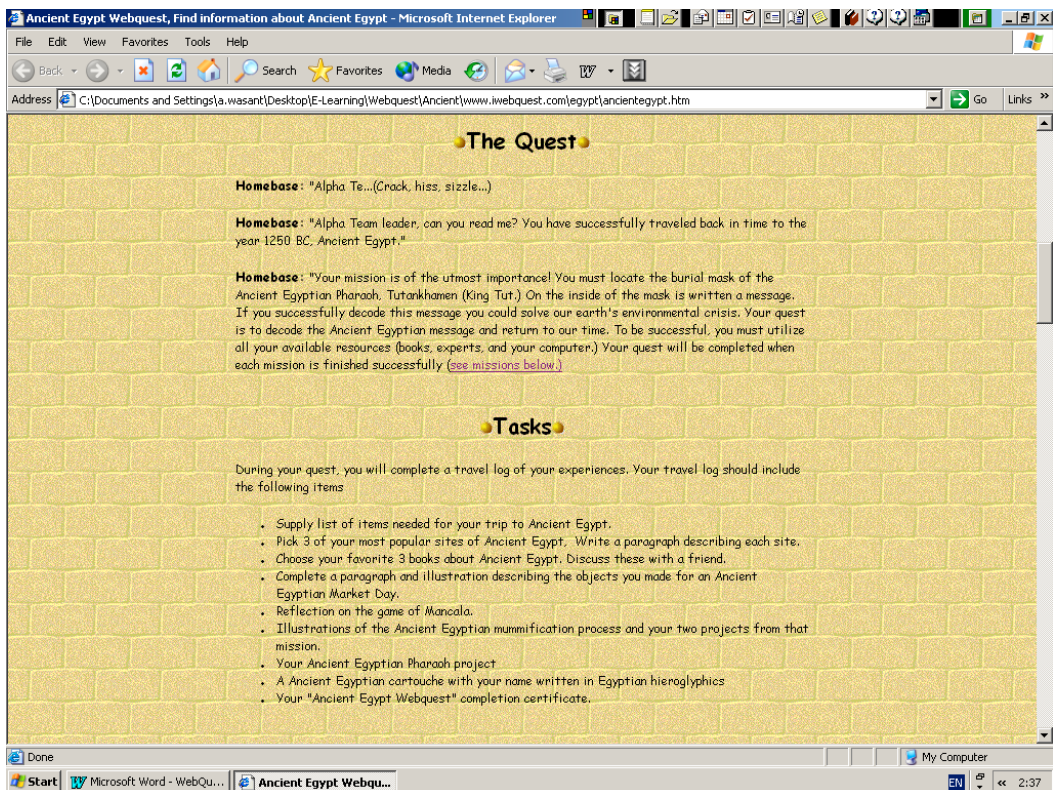 Ancient Egypt Webquest, Find information about Ancient Egypt - Microsoft Internet Explorer
File Edit View Favorites Tools Help
Back Search Favorites Media
Address C:\Documents and Settings\a.wasant\Desktop\E-Learning\Webquest\Ancient\www.iwebquest.com\egypt\ancientegypt.htm Go Links »
The Quest
Homebase: "Alpha Te...(Crack, hiss, sizzle...)
Homebase: "Alpha Team leader, can you read me? You have successfully traveled back in time to the
year 1250 BC, Ancient Egypt."
Homebase: "Your mission is of the utmost importance! You must locate the burial mask of the
Ancient Egyptian Pharaoh, Tutankhamen (King Tut.) On the inside of the mask is written a message.
If you successfully decode this message you could solve our earth's environmental crisis. Your quest
is to decode the Ancient Egyptian message and return to our time. To be successful, you must utilize
all your available resources (books, experts, and your computer.) Your quest will be completed when
each mission is finished successfully (see missions below.)
Tasks
During your quest, you will complete a travel log of your experiences. Your travel log should include
the following items
• Supply list of items needed for your trip to Ancient Egypt.
• Pick 3 of your most popular sites of Ancient Egypt, Write a paragraph describing each site.
• Choose your favorite 3 books about Ancient Egypt. Discuss these with a friend.
• Complete a paragraph and illustration describing the objects you made for an Ancient
Egyptian Market Day.
• Reflection on the game of Mancala.
• Illustrations of the Ancient Egyptian mummification process and your two projects from that
mission.
• Your Ancient Egyptian Pharaoh project
• A Ancient Egyptian cartouche with your name written in Egyptian hieroglyphics
• Your "Ancient Egypt Webquest" completion certificate.
Done My Computer
Start Microsoft Word - WebQu... Ancient Egypt Webqu... EN « 2:37